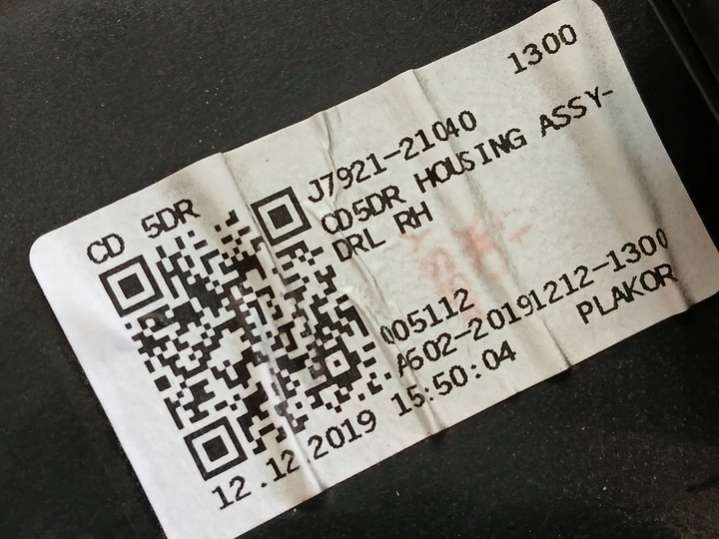 1300
CD 5DR
J7921-21040
CD5DR HOUSING ASSY-
DRL RH
005112
A602-20191212-1300
PLAKOR
12.12.2019 15:50:04